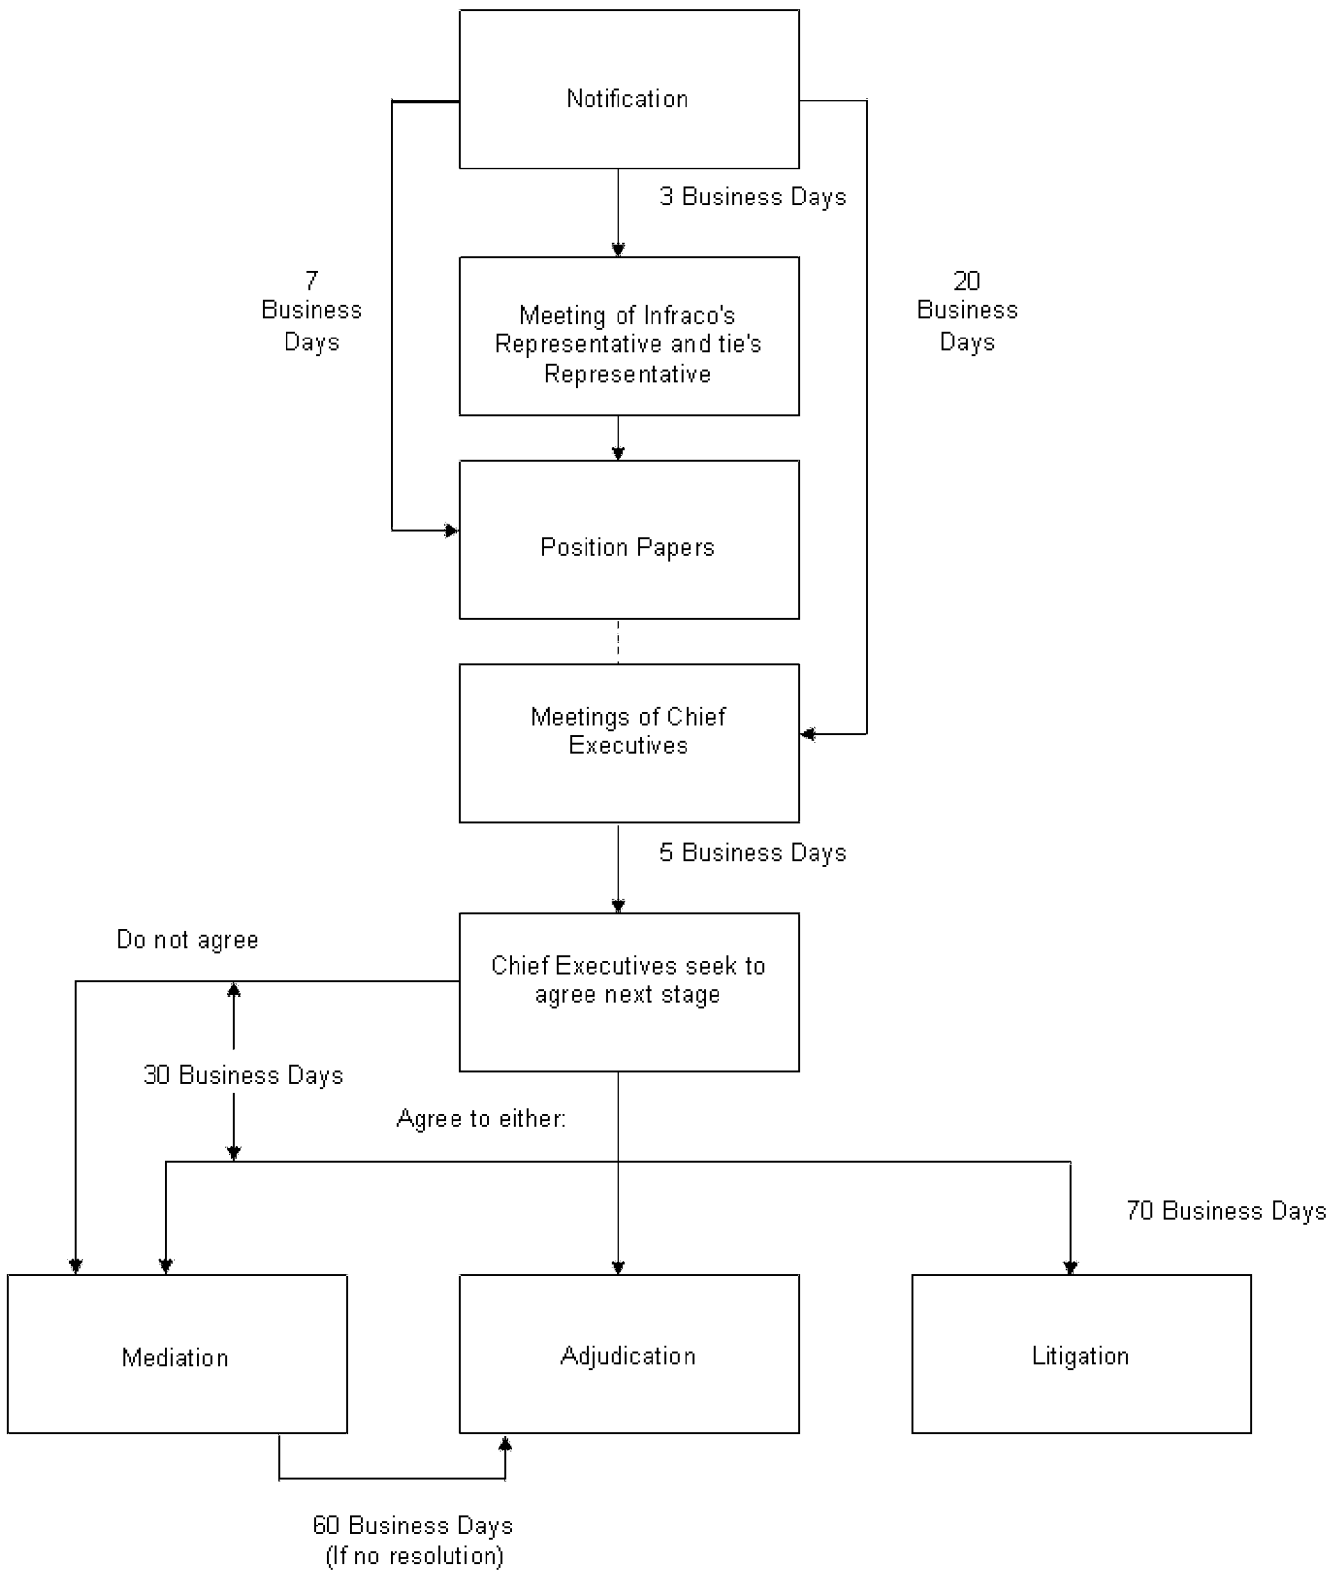 Notification
3 Business Days
7
Business
Days
20
Business
Days
Meeting of Infraco's
Representative and tie's
Representative
Position Papers
Meetings of Chief
Executives
5 Business Days
Do not agree
Chief Executives seek to
agree next stage
30 Business Days
Agree to either:
70 Business Days
Mediation
Adjudication
Litigation
60 Business Days
(If no resolution)